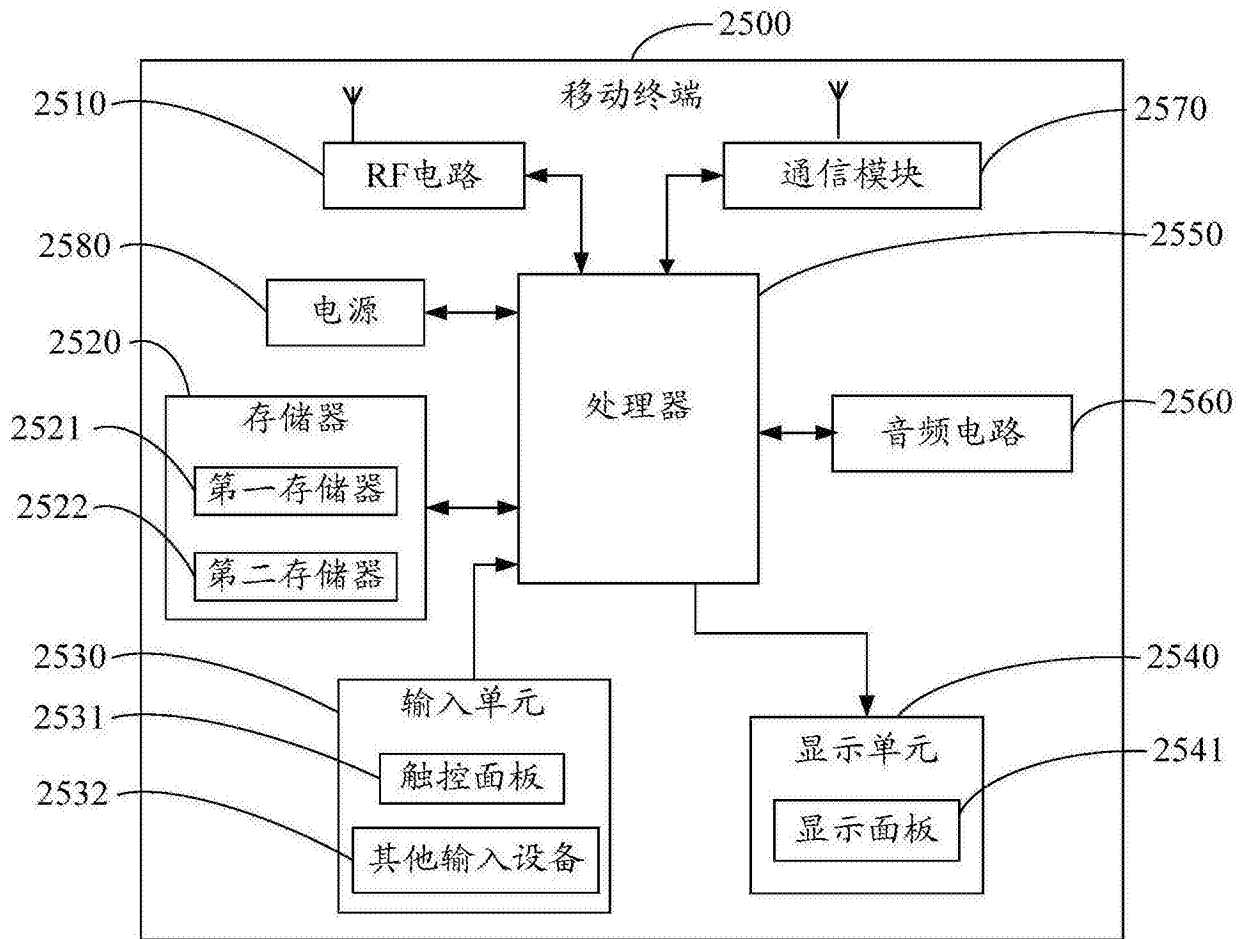 2500
移动终端
2510
2570
RF电路
通信模块
2580
2550
电源
2520
处理器
2560
存储器
2521
音频电路
第一存储器
2522
第二存储器
2530
2540
输入单元
2531
显示单元
2541
触控面板
2532
显示面板
其他输入设备